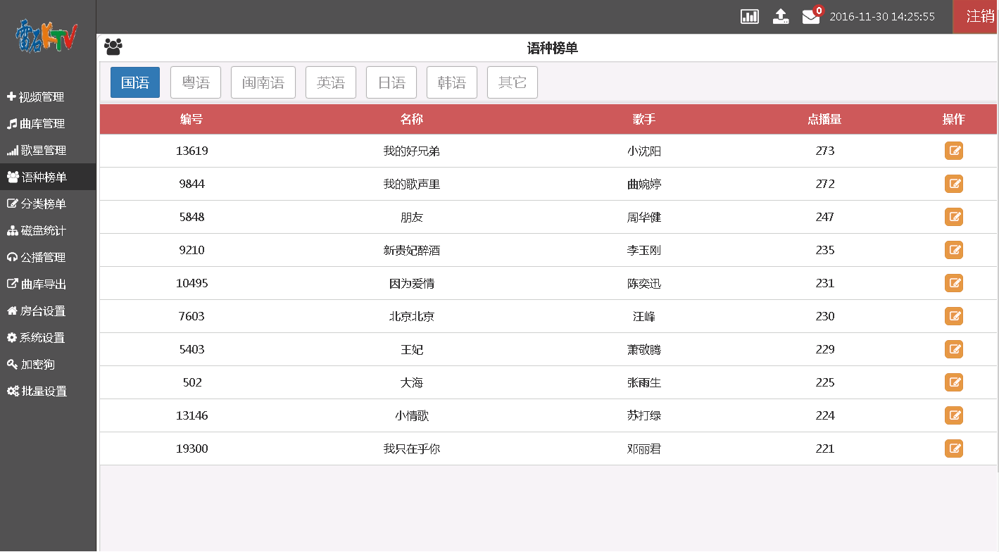 雷石KTV
0 2016-11-30 14:25:55 注销
视频管理
曲库管理
歌星管理
语种榜单
分类榜单
磁盘统计
公播管理
曲库导出
房台设置
系统设置
加密狗
批量设置
语种榜单
国语 粤语 闽南语 英语 日语 韩语 其它
编号 名称 歌手 点播量 操作
13619 我的好兄弟 小沈阳 273
9844 我的歌声里 曲婉婷 272
5848 朋友 周华健 247
9210 新贵妃醉酒 李玉刚 235
10495 因为爱情 陈奕迅 231
7603 北京北京 汪峰 230
5403 王妃 萧敬腾 229
502 大海 张雨生 225
13146 小情歌 苏打绿 224
19300 我只在乎你 邓丽君 221